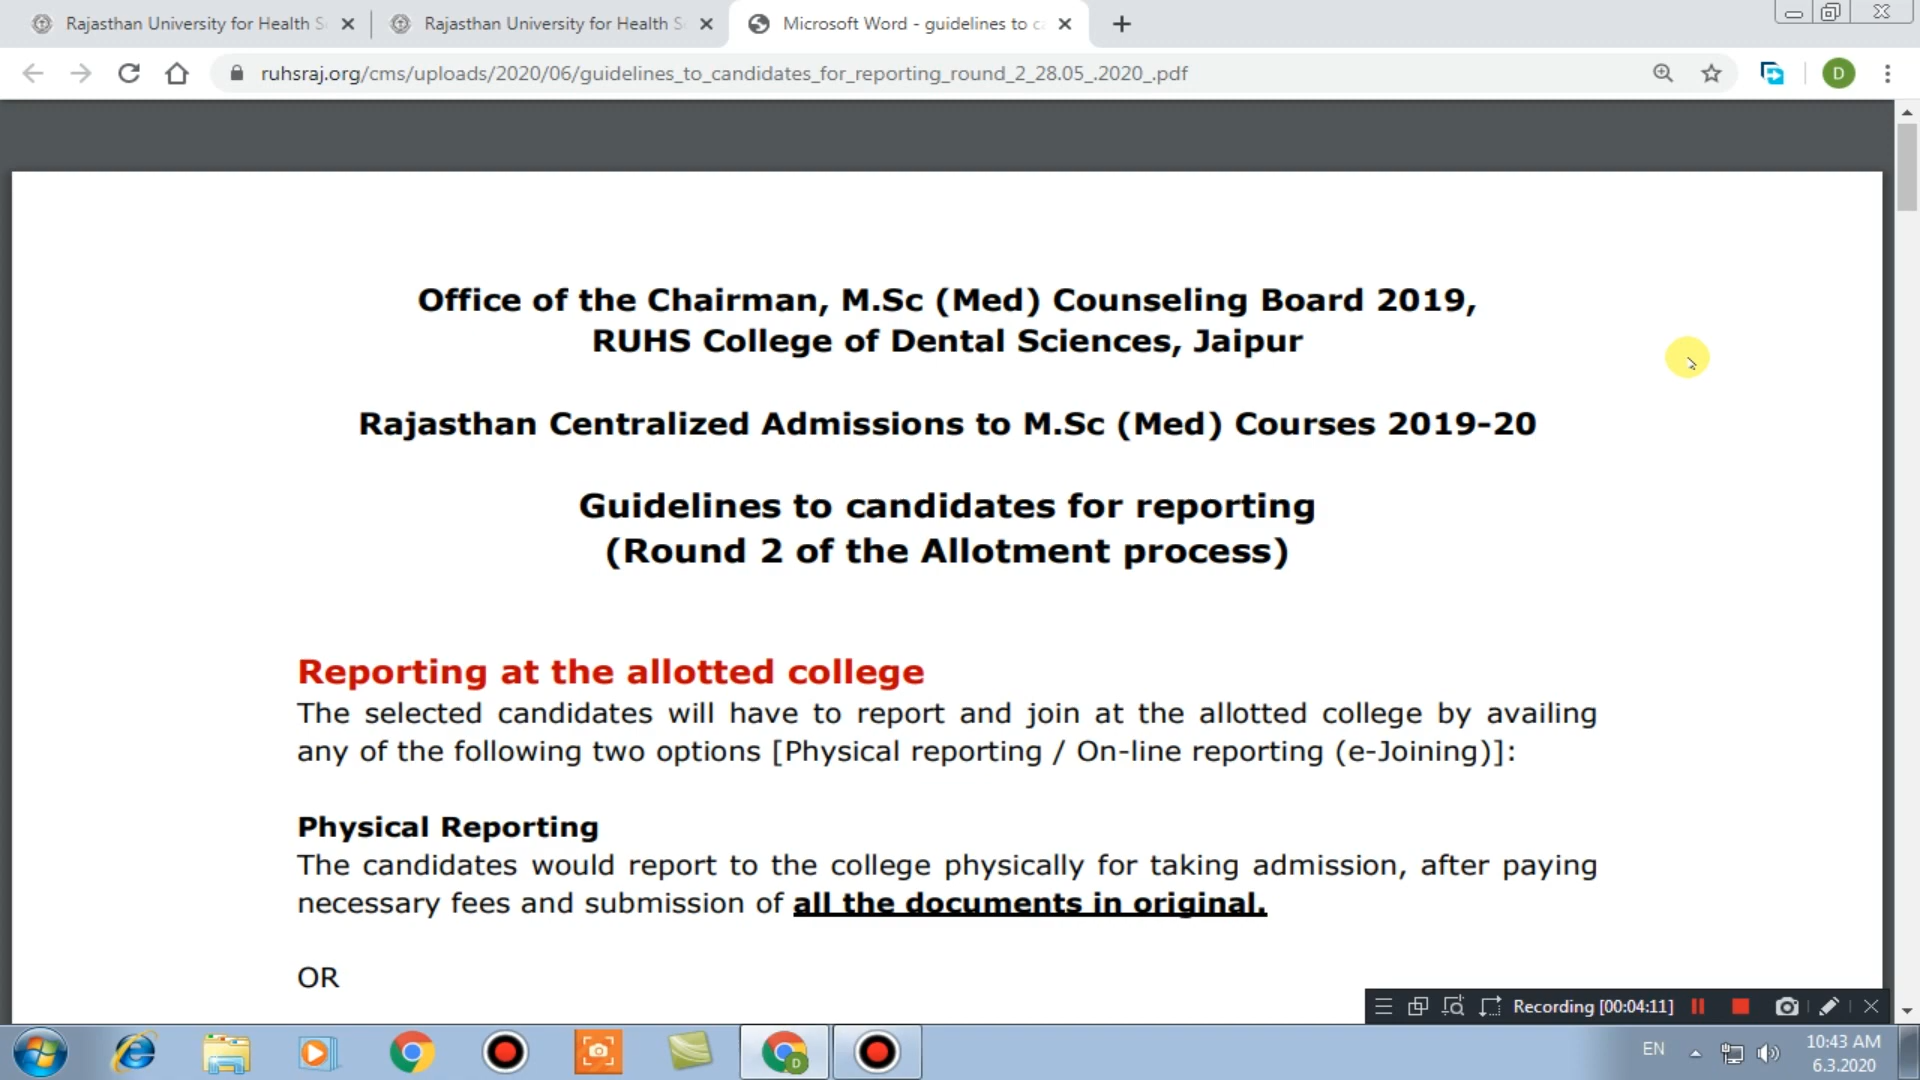 Rajasthan University for Health S
Rajasthan University for Health S
Microsoft Word - guidelines to ca
ruhsraj.org/cms/uploads/2020/06/guidelines_to_candidates_for_reporting_round_2_28.05_.2020_.pdf
D
Office of the Chairman, M.Sc (Med) Counseling Board 2019,
RUHS College of Dental Sciences, Jaipur
Rajasthan Centralized Admissions to M.Sc (Med) Courses 2019-20
Guidelines to candidates for reporting
(Round 2 of the Allotment process)
Reporting at the allotted college
The selected candidates will have to report and join at the allotted college by availing
any of the following two options [Physical reporting / On-line reporting (e-Joining)]:
Physical Reporting
The candidates would report to the college physically for taking admission, after paying
necessary fees and submission of all the documents in original.
OR
Recording [00:04:11]
D
EN
10:43 AM
6.3.2020